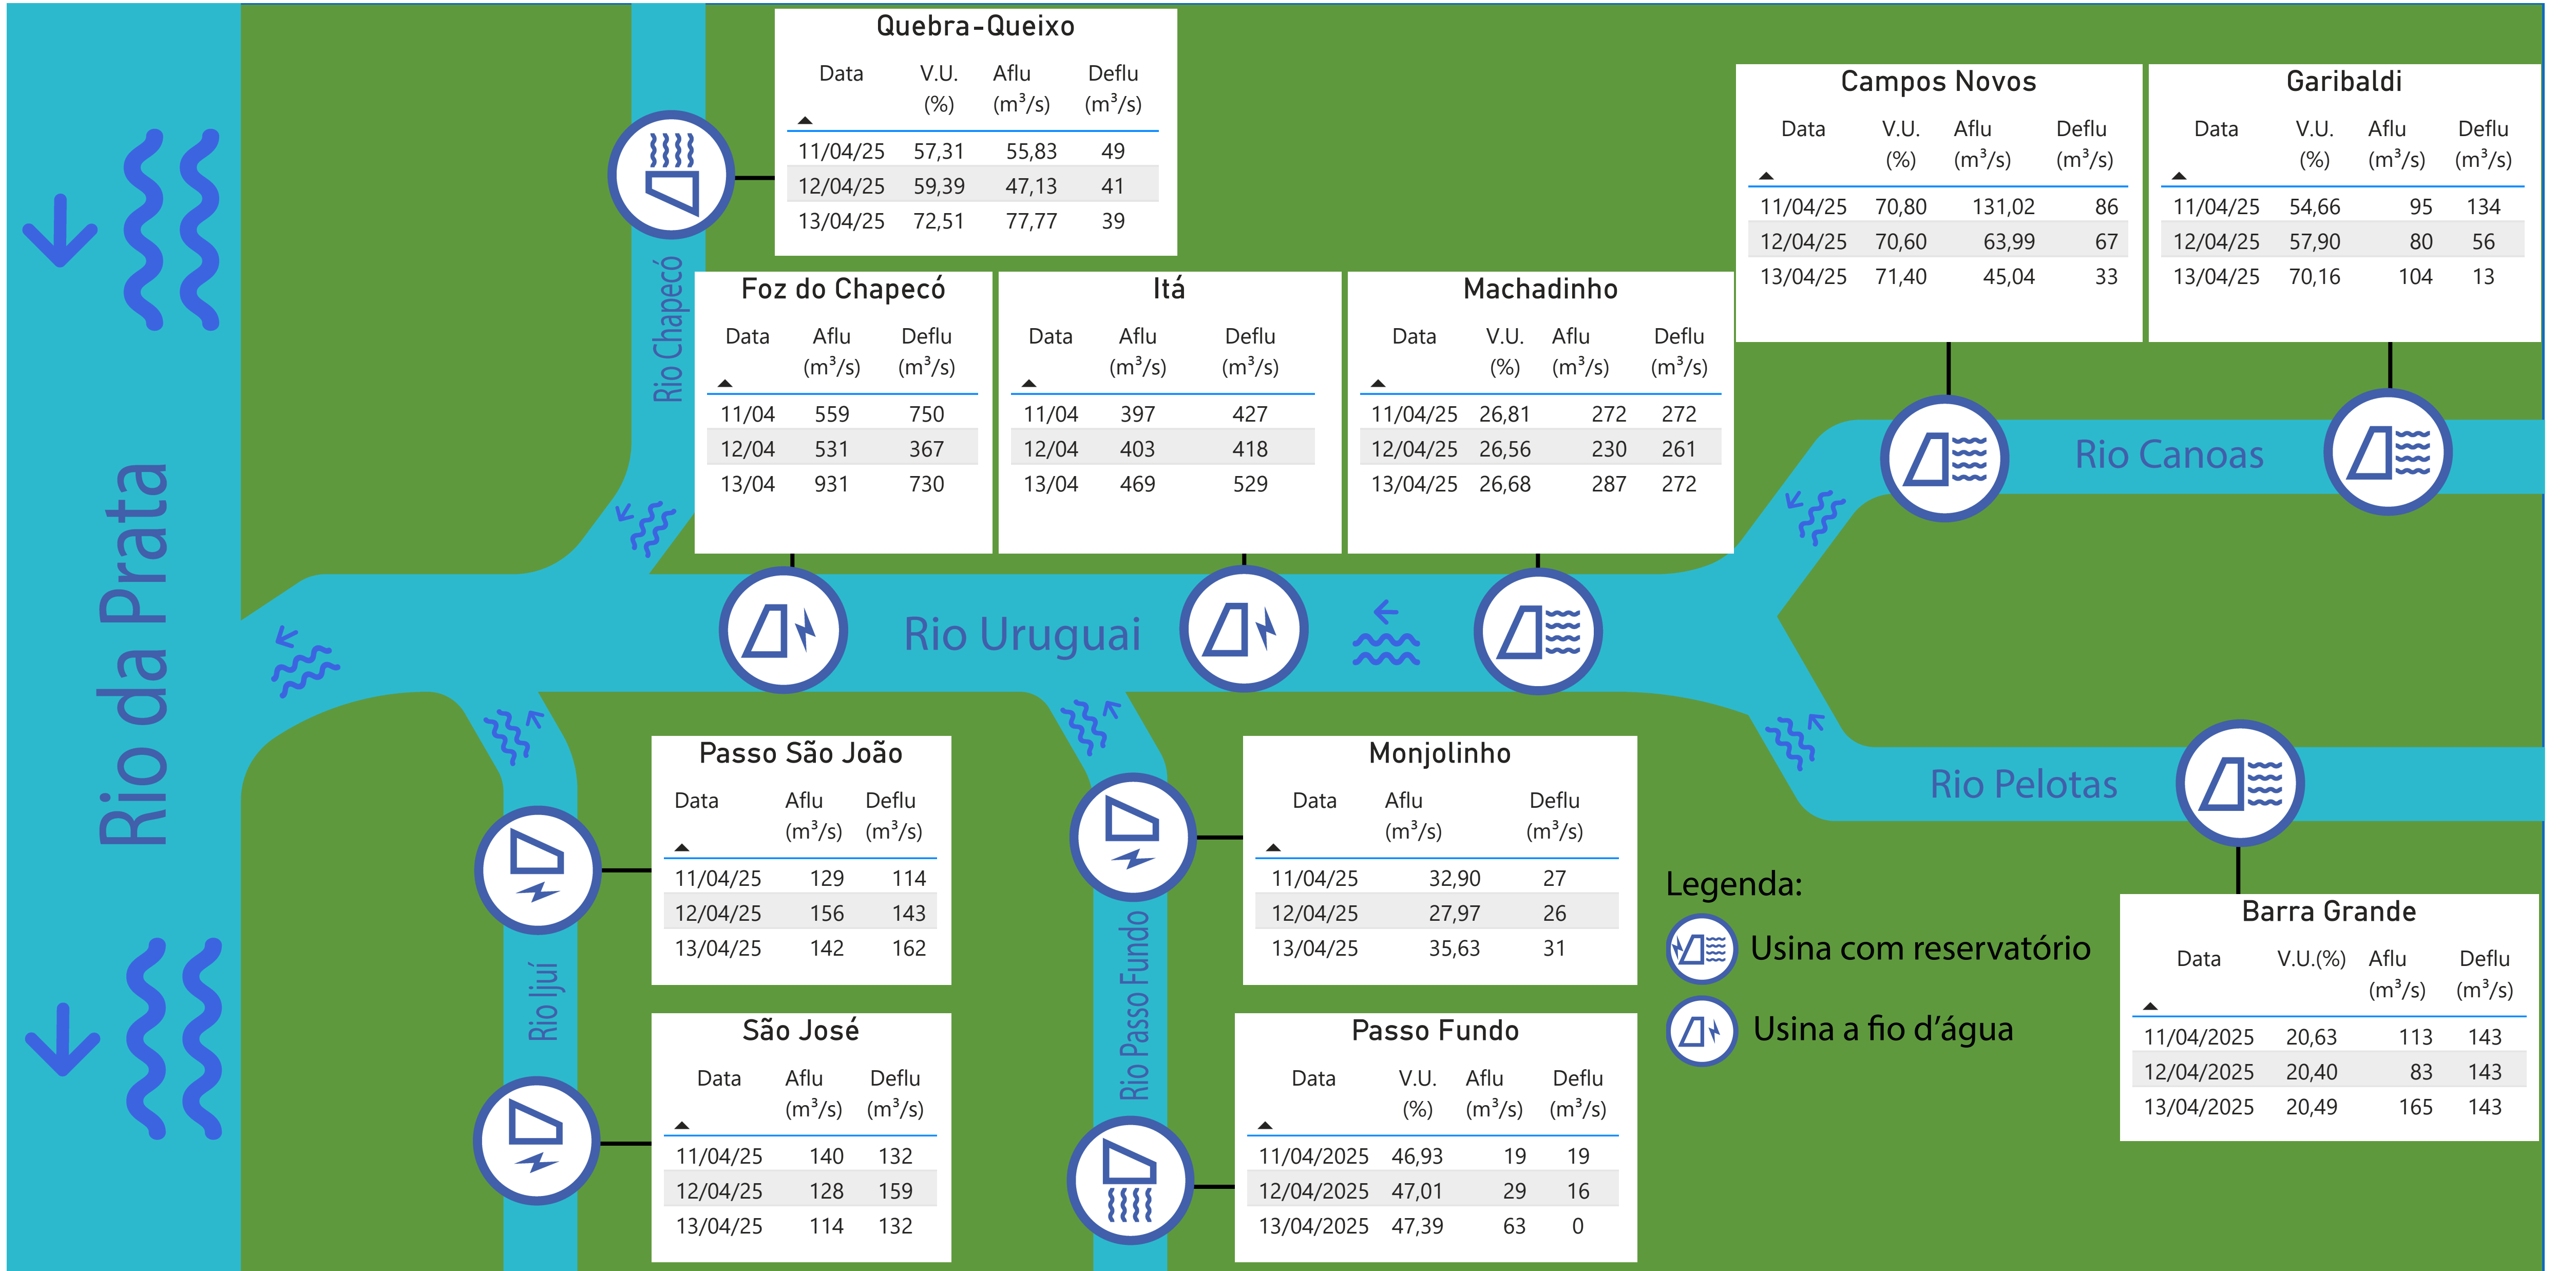 Rio da Prata
Quebra-Queixo
Data V.U. (%) Aflu (m³/s) Deflu (m³/s)
11/04/25 57,31 55,83 49
12/04/25 59,39 47,13 41
13/04/25 72,51 77,77 39
Rio Chapecó
Campos Novos
Data V.U. (%) Aflu (m³/s) Deflu (m³/s)
11/04/25 70,80 131,02 86
12/04/25 70,60 63,99 67
13/04/25 71,40 45,04 33
Garibaldi
Data V.U. (%) Aflu (m³/s) Deflu (m³/s)
11/04/25 54,66 95 134
12/04/25 57,90 80 56
13/04/25 70,16 104 13
Foz do Chapecó
Data Aflu (m³/s) Deflu (m³/s)
11/04 559 750
12/04 531 367
13/04 931 730
Itá
Data Aflu (m³/s) Deflu (m³/s)
11/04 397 427
12/04 403 418
13/04 469 529
Machadinho
Data V.U. (%) Aflu (m³/s) Deflu (m³/s)
11/04/25 26,81 272 272
12/04/25 26,56 230 261
13/04/25 26,68 287 272
Rio Canoas
Rio Uruguai
Rio Pelotas
Passo São João
Data Aflu (m³/s) Deflu (m³/s)
11/04/25 129 114
12/04/25 156 143
13/04/25 142 162
Rio Ijuí
São José
Data Aflu (m³/s) Deflu (m³/s)
11/04/25 140 132
12/04/25 128 159
13/04/25 114 132
Monjolinho
Data Aflu (m³/s) Deflu (m³/s)
11/04/25 32,90 27
12/04/25 27,97 26
13/04/25 35,63 31
Rio Passo Fundo
Passo Fundo
Data V.U. (%) Aflu (m³/s) Deflu (m³/s)
11/04/2025 46,93 19 19
12/04/2025 47,01 29 16
13/04/2025 47,39 63 0
Legenda:
Usina com reservatório
Usina a fio d’água
Barra Grande
Data V.U.(%) Aflu (m³/s) Deflu (m³/s)
11/04/2025 20,63 113 143
12/04/2025 20,40 83 143
13/04/2025 20,49 165 143